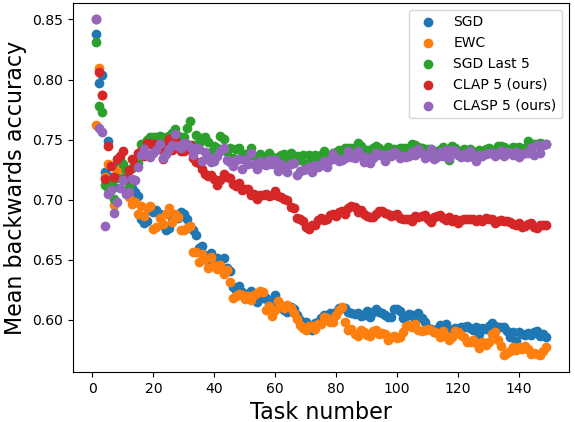 0.85
0.80
0.75
0.70
0.65
0.60
Mean backwards accuracy
SGD
EWC
SGD Last 5
CLAP 5 (ours)
CLASP 5 (ours)
0 20 40 60 80 100 120 140
Task number